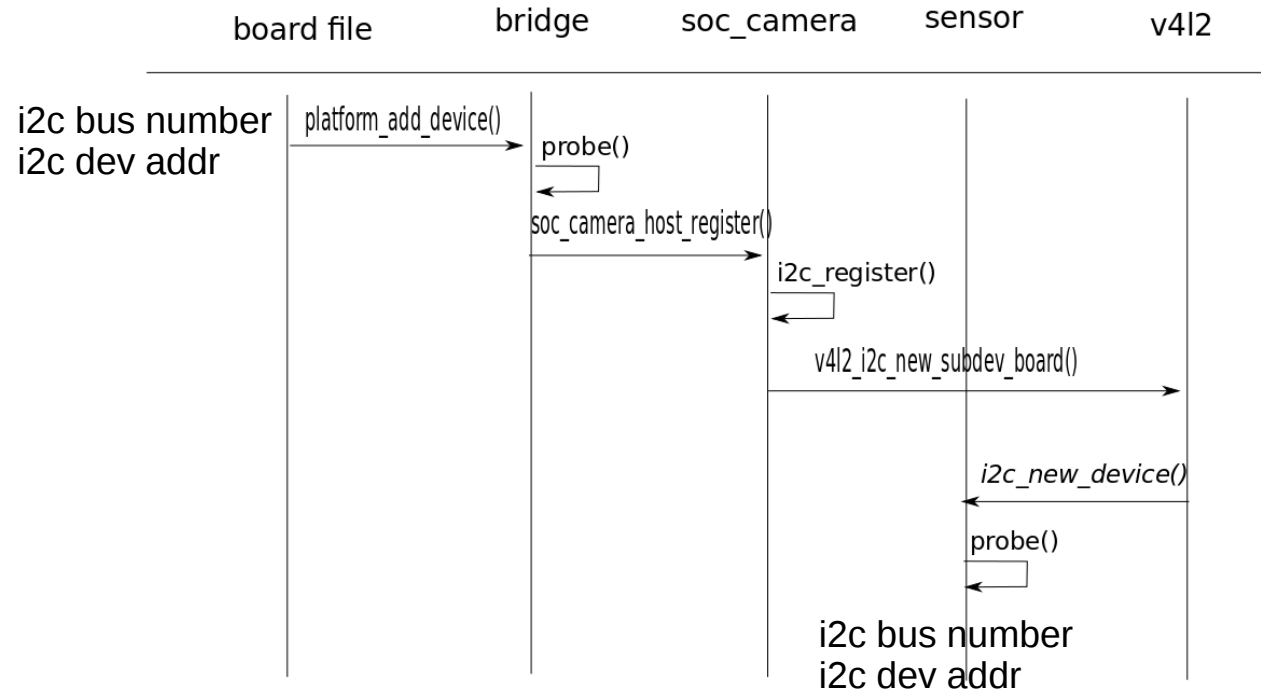 board file
bridge
soc_camera
sensor
v4l2
i2c bus number
i2c dev addr
platform_add_device()
probe()
soc_camera_host_register()
i2c_register()
v4l2_i2c_new_subdev_board()
i2c_new_device()
probe()
i2c bus number
i2c dev addr